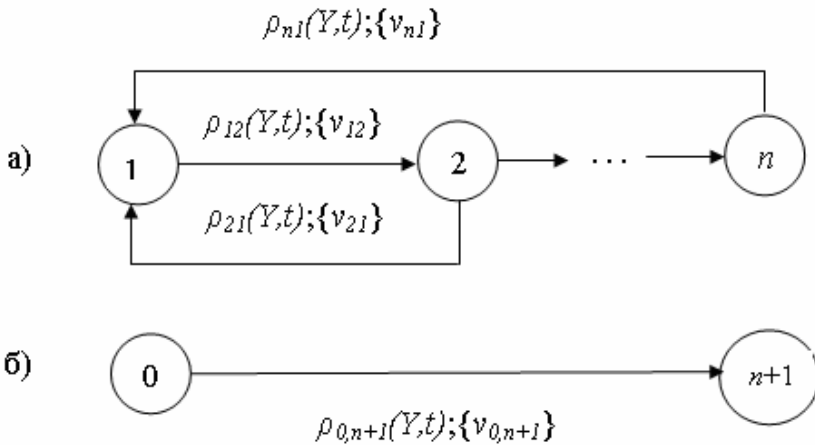 ρn1(Y,t);{νn1}
ρ12(Y,t);{ν12}
а) 1 2 ... n
ρ21(Y,t);{ν21}
б) 0 n+1
ρ0,n+1(Y,t);{ν0,n+1}